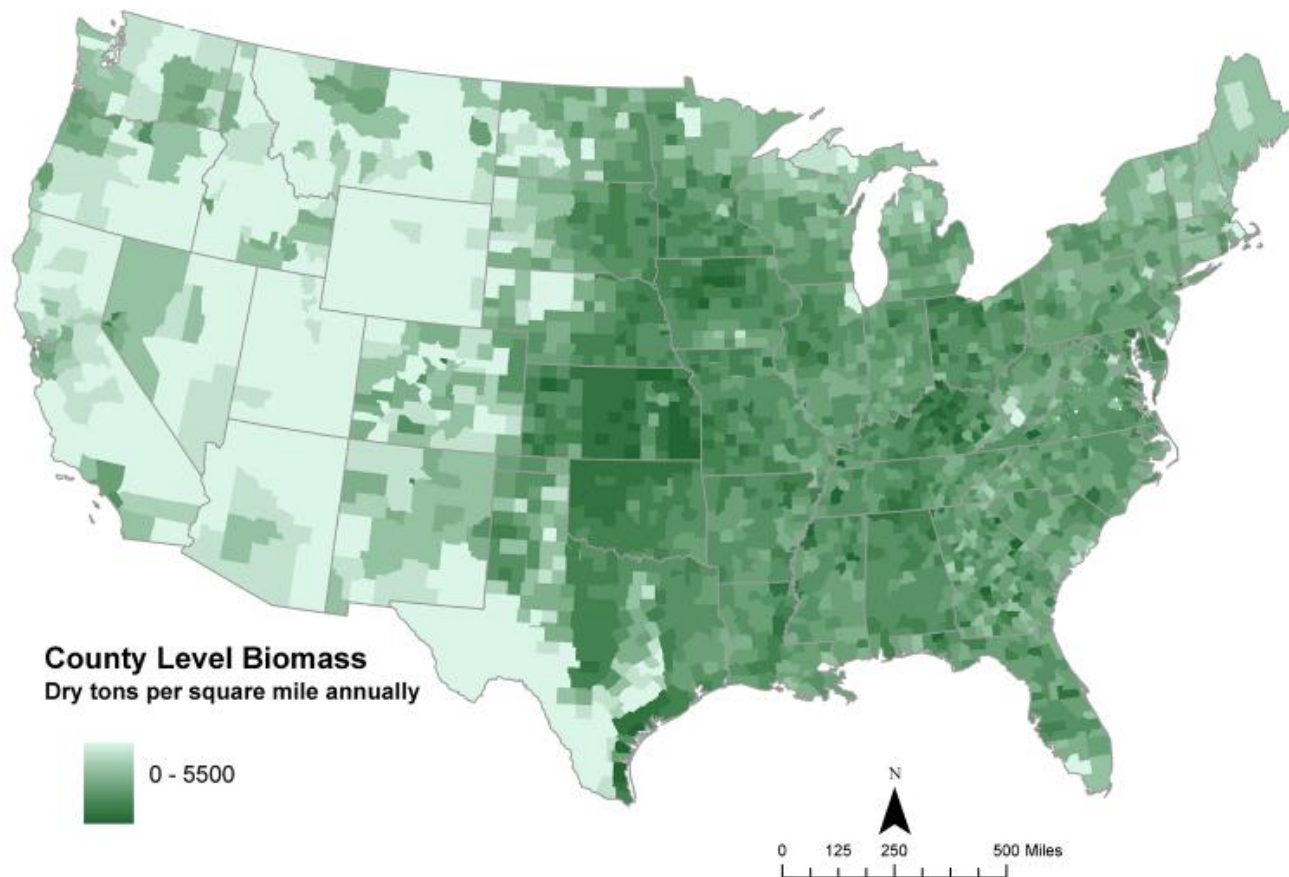 County Level Biomass
Dry tons per square mile annually
0 - 5500
N
0 125 250 500 Miles